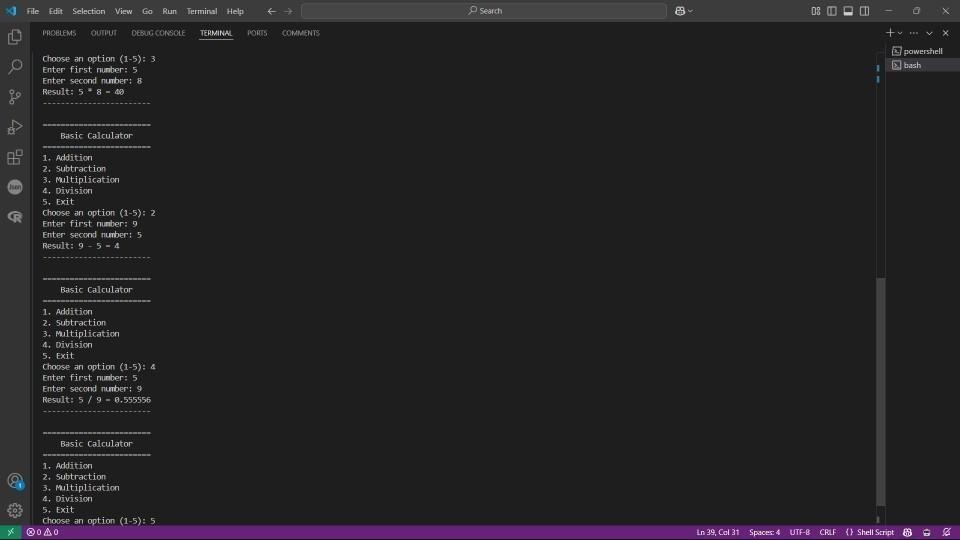 File Edit Selection View Go Run Terminal Help Search
PROBLEMS OUTPUT DEBUG CONSOLE TERMINAL PORTS COMMENTS
powershell
bash
Choose an option (1-5): 3
Enter first number: 5
Enter second number: 8
Result: 5 * 8 = 40
------------------------
========================
Basic Calculator
========================
1. Addition
2. Subtraction
3. Multiplication
4. Division
5. Exit
Choose an option (1-5): 2
Enter first number: 9
Enter second number: 5
Result: 9 - 5 = 4
------------------------
========================
Basic Calculator
========================
1. Addition
2. Subtraction
3. Multiplication
4. Division
5. Exit
Choose an option (1-5): 4
Enter first number: 5
Enter second number: 9
Result: 5 / 9 = 0.555556
------------------------
========================
Basic Calculator
========================
1. Addition
2. Subtraction
3. Multiplication
4. Division
5. Exit
Choose an option (1-5): 5
Json
R
1
0 0 Ln 39, Col 31 Spaces: 4 UTF-8 CRLF {} Shell Script